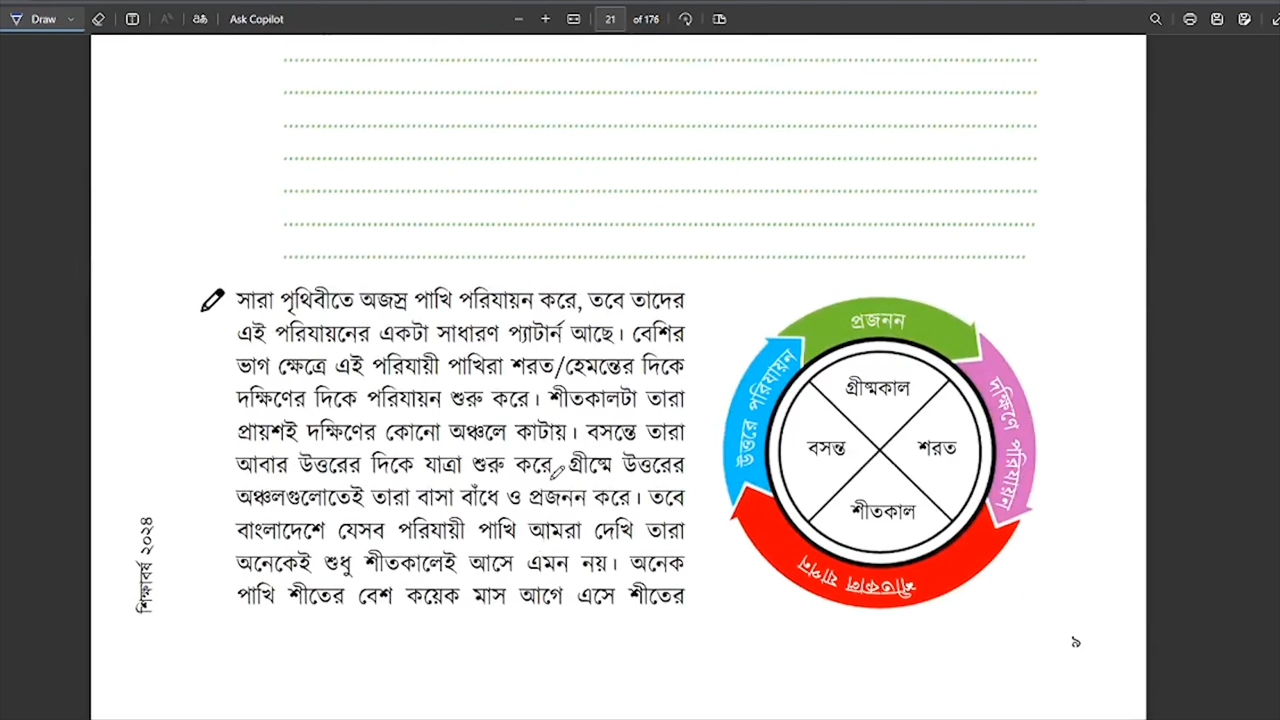 Draw
Ask Copilot
21 of 176
সারা পৃথিবীতে অজস্র পাখি পরিযায়ন করে, তবে তাদের
এই পরিযায়নের একটা সাধারণ প্যাটার্ন আছে। বেশির
ভাগ ক্ষেত্রে এই পরিযায়ী পাখিরা শরত/হেমন্তের দিকে
দক্ষিণের দিকে পরিযায়ন শুরু করে। শীতকালটা তারা
প্রায়শই দক্ষিণের কোনো অঞ্চলে কাটায়। বসন্তে তারা
আবার উত্তরের দিকে যাত্রা শুরু করে গ্রীষ্মে উত্তরের
অঞ্চলগুলোতেই তারা বাসা বাঁধে ও প্রজনন করে। তবে
বাংলাদেশে যেসব পরিযায়ী পাখি আমরা দেখি তারা
অনেকেই শুধু শীতকালেই আসে এমন নয়। অনেক
পাখি শীতের বেশ কয়েক মাস আগে এসে শীতের
প্রজনন
দক্ষিণে পরিযায়ন
শীতকাল যাপন
উত্তরে পরিযায়ন
গ্রীষ্মকাল
বসন্ত
শরত
শীতকাল
শিক্ষাবর্ষ ২০২৪
৯